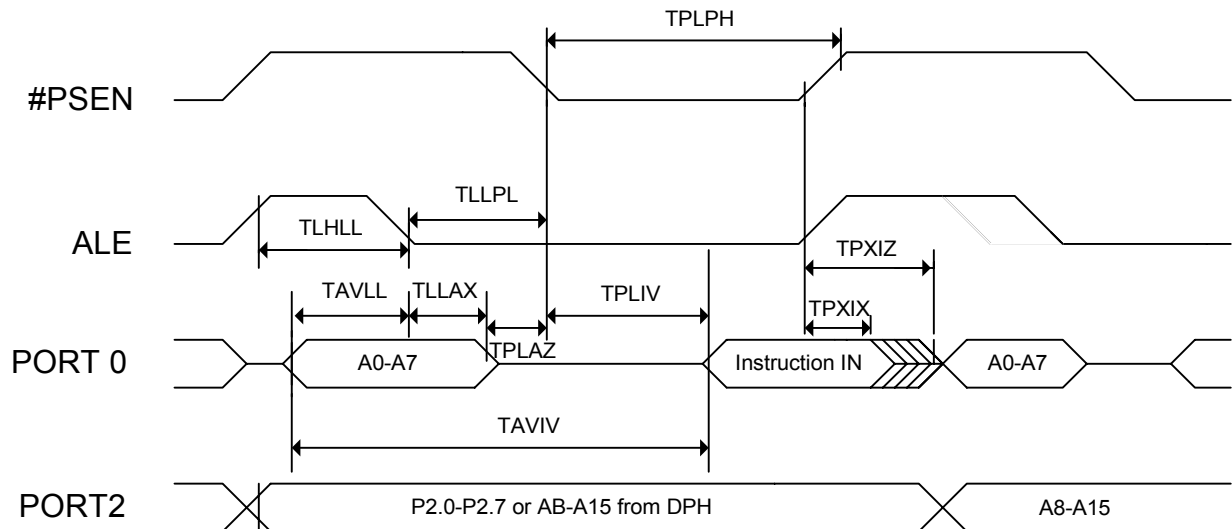 TPLPH
#PSEN
TLLPL
TLHLL
ALE
TPXIZ
TAVLL
TLLAX
TPLIV
TPXIX
TPLAZ
PORT 0
A0-A7
Instruction IN
A0-A7
TAVIV
PORT2
P2.0-P2.7 or AB-A15 from DPH
A8-A15